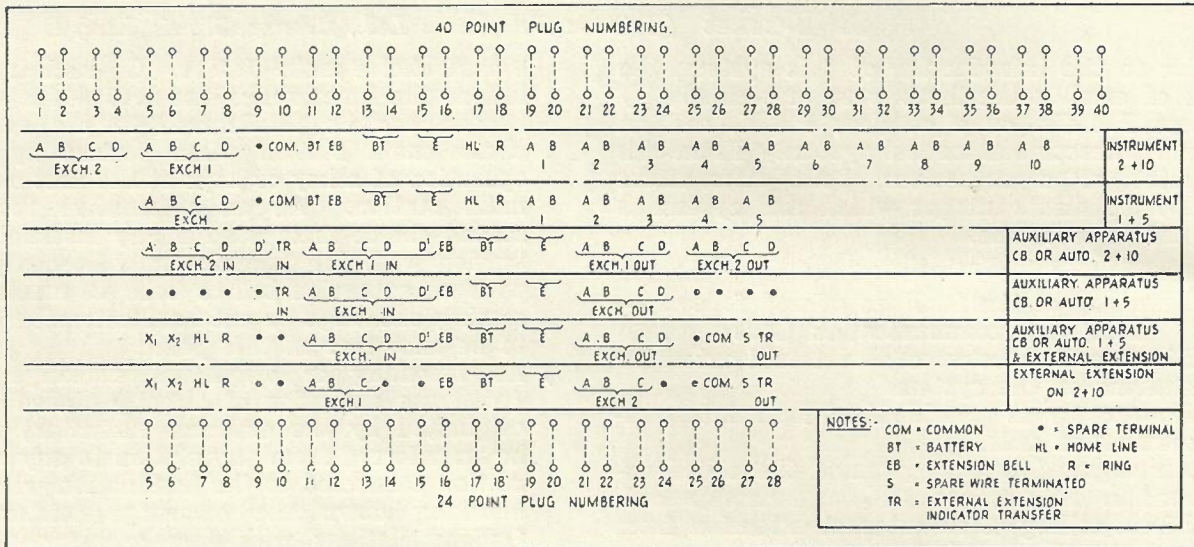 40 POINT PLUG NUMBERING.
1 2 3 4 5 6 7 8 9 10 11 12 13 14 15 16 17 18 19 20 21 22 23 24 25 26 27 28 29 30 31 32 33 34 35 36 37 38 39 40
A B C D A B C D • COM. BT EB BT E HL R A B A B A B A B A B A B A B A B A B A B INSTRUMENT
EXCH.2 EXCH 1 1 2 3 4 5 6 7 8 9 10 2 + 10
A B C D • COM BT EB BT E HL R A B A B A B A B A B INSTRUMENT
EXCH 1 2 3 4 5 1 + 5
A B C D D' TR A B C D D' EB BT E A B C D A B C D AUXILIARY APPARATUS
EXCH 2 IN IN EXCH 1 IN EXCH.1 OUT EXCH.2 OUT CB. OR AUTO. 2 + 10
• • • • • TR A B C D D' EB BT E A B C D • • • • AUXILIARY APPARATUS
IN EXCH IN EXCH OUT CB. OR AUTO. 1 + 5
X₁ X₂ HL R • • A B C D D' EB BT E A . B C D • COM S TR AUXILIARY APPARATUS
EXCH. IN EXCH. OUT OUT CB OR AUTO. 1 + 5
& EXTERNAL EXTENSION
X₁ X₂ HL R • • A B C • • EB BT E A B C • • COM. S TR EXTERNAL EXTENSION
EXCH 1 EXCH 2 OUT ON 2+10
5 6 7 8 9 10 11 12 13 14 15 16 17 18 19 20 21 22 23 24 25 26 27 28
24 POINT PLUG NUMBERING
NOTES:- COM = COMMON • = SPARE TERMINAL
BT = BATTERY HL = HOME LINE
EB = EXTENSION BELL R = RING
S = SPARE WIRE TERMINATED
TR = EXTERNAL EXTENSION
INDICATOR TRANSFER